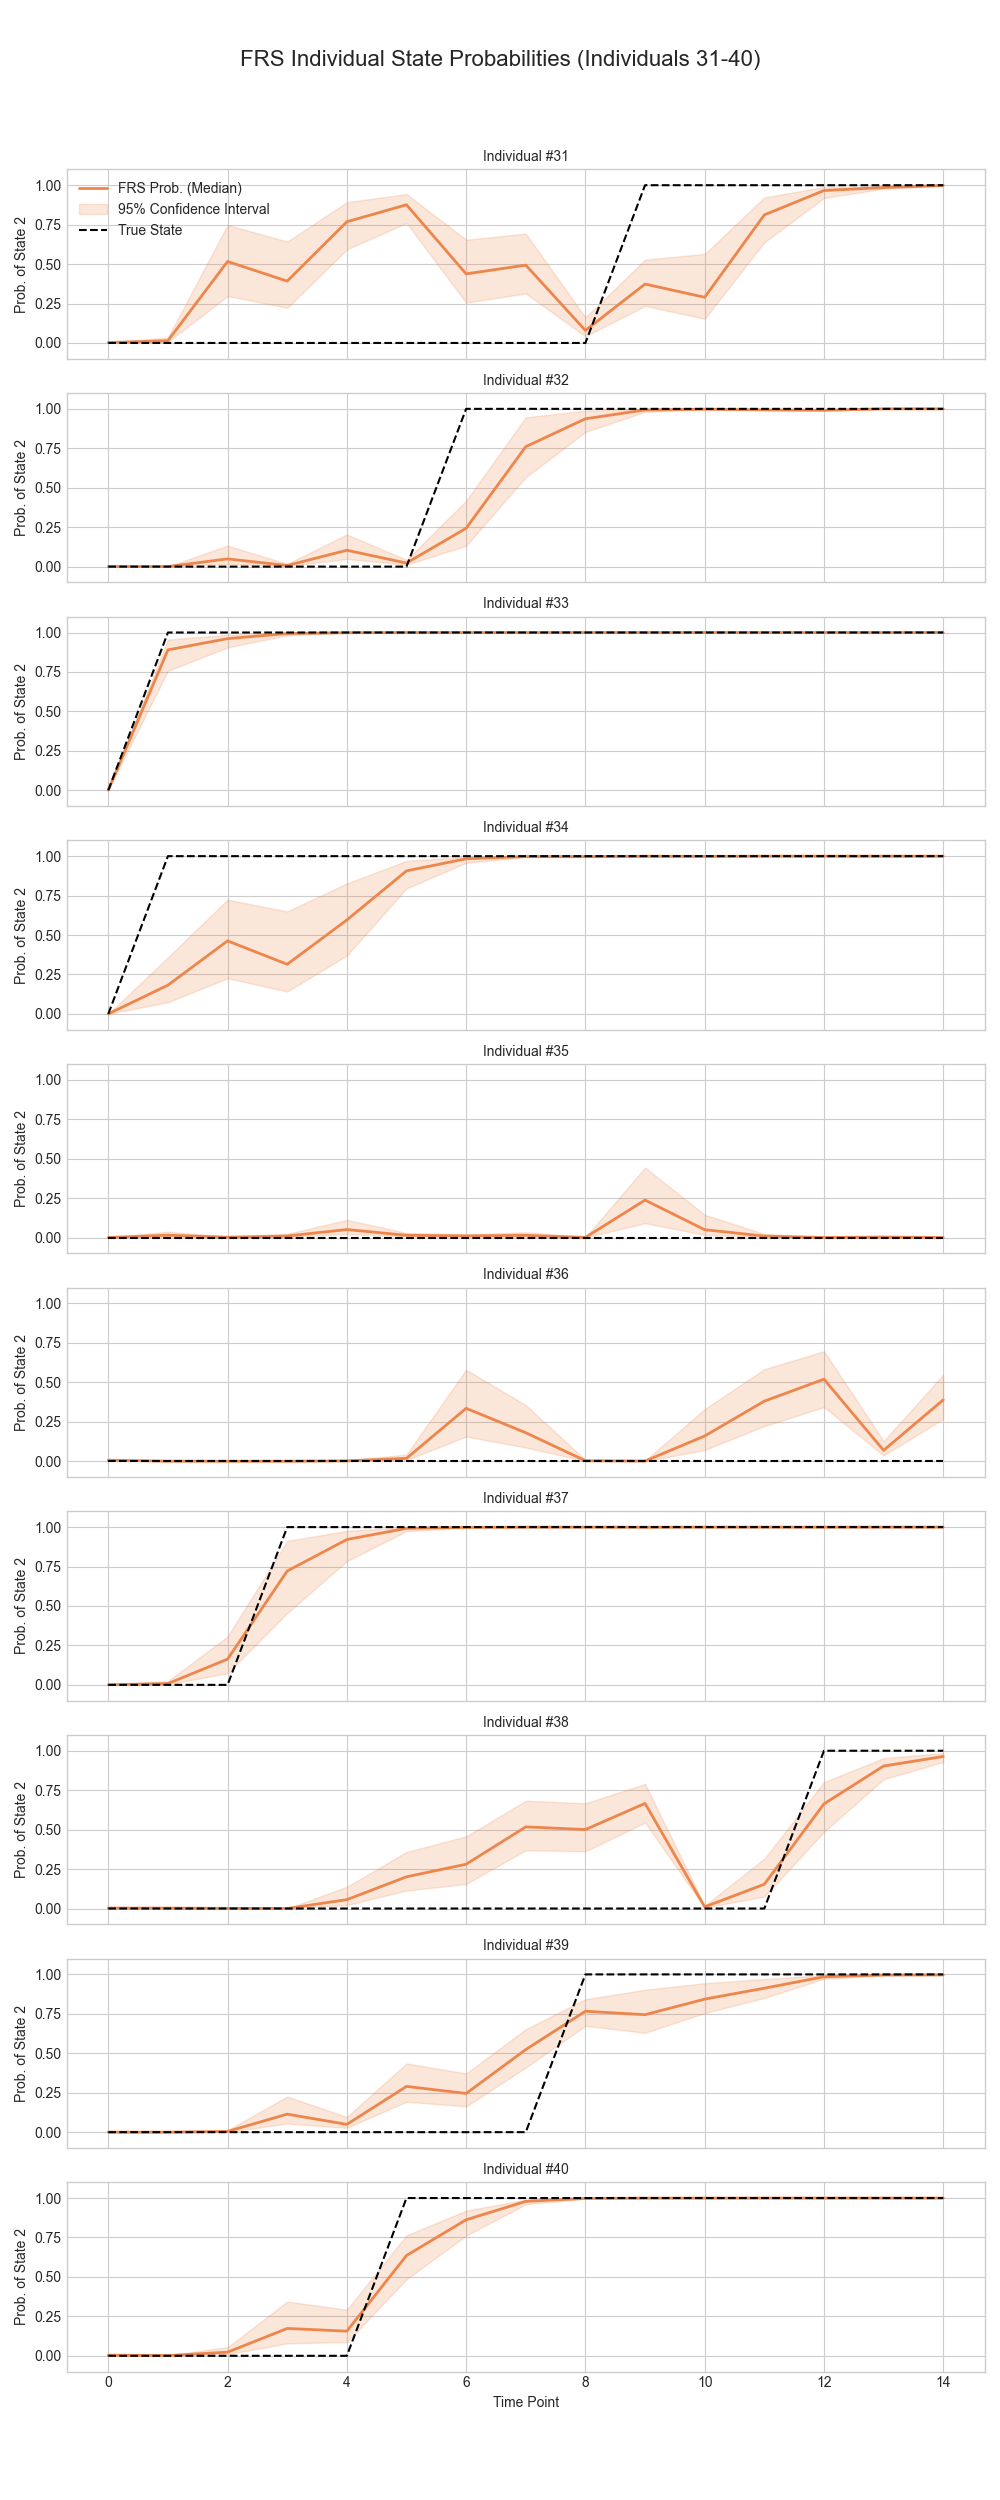 FRS Individual State Probabilities (Individuals 31-40)
Individual #31
FRS Prob. (Median)
95% Confidence Interval
True State
Prob. of State 2
1.00
0.75
0.50
0.25
0.00
Individual #32
Prob. of State 2
1.00
0.75
0.50
0.25
0.00
Individual #33
Prob. of State 2
1.00
0.75
0.50
0.25
0.00
Individual #34
Prob. of State 2
1.00
0.75
0.50
0.25
0.00
Individual #35
Prob. of State 2
1.00
0.75
0.50
0.25
0.00
Individual #36
Prob. of State 2
1.00
0.75
0.50
0.25
0.00
Individual #37
Prob. of State 2
1.00
0.75
0.50
0.25
0.00
Individual #38
Prob. of State 2
1.00
0.75
0.50
0.25
0.00
Individual #39
Prob. of State 2
1.00
0.75
0.50
0.25
0.00
Individual #40
Prob. of State 2
1.00
0.75
0.50
0.25
0.00
0 2 4 6 8 10 12 14
Time Point